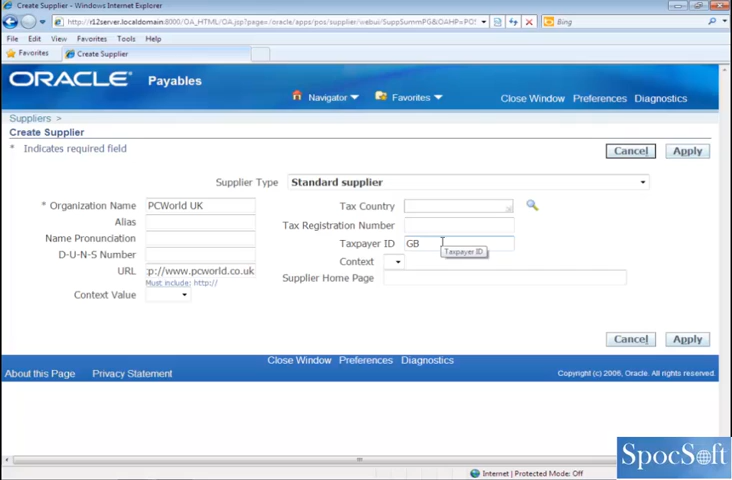 Create Supplier - Windows Internet Explorer
http://r12server.localdomain:8000/OA_HTML/OA.jsp?page=/oracle/apps/pos/supplier/webui/SuppSummPG&OAHP=POS
Bing
File Edit View Favorites Tools Help
Favorites Create Supplier
ORACLE Payables
Navigator Favorites Close Window Preferences Diagnostics
Suppliers >
Create Supplier
* Indicates required field
Cancel Apply
Supplier Type Standard supplier
* Organization Name PCWorld UK Tax Country
Alias Tax Registration Number
Name Pronunciation Taxpayer ID GB
Taxpayer ID
D-U-N-S Number Context
URL :p://www.pcworld.co.uk Supplier Home Page
Must include: http://
Context Value
Cancel Apply
Close Window Preferences Diagnostics
About this Page Privacy Statement Copyright (c) 2006, Oracle. All rights reserved.
Internet | Protected Mode: Off
SpocSoft